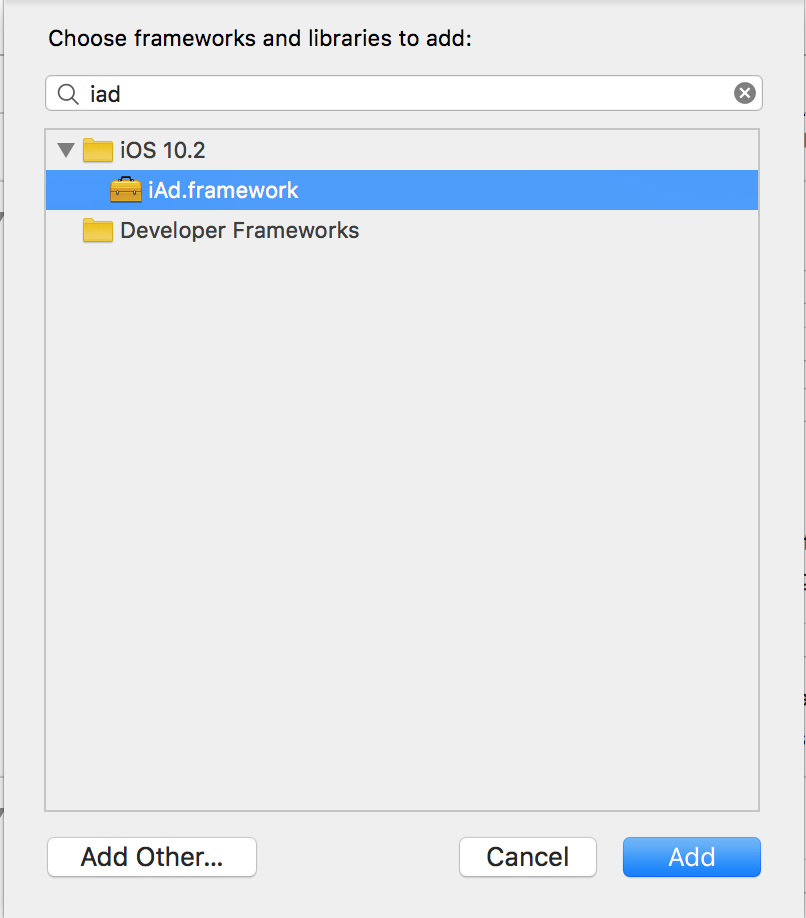 Choose frameworks and libraries to add:
iad
iOS 10.2
iAd.framework
Developer Frameworks
Add Other...
Cancel
Add